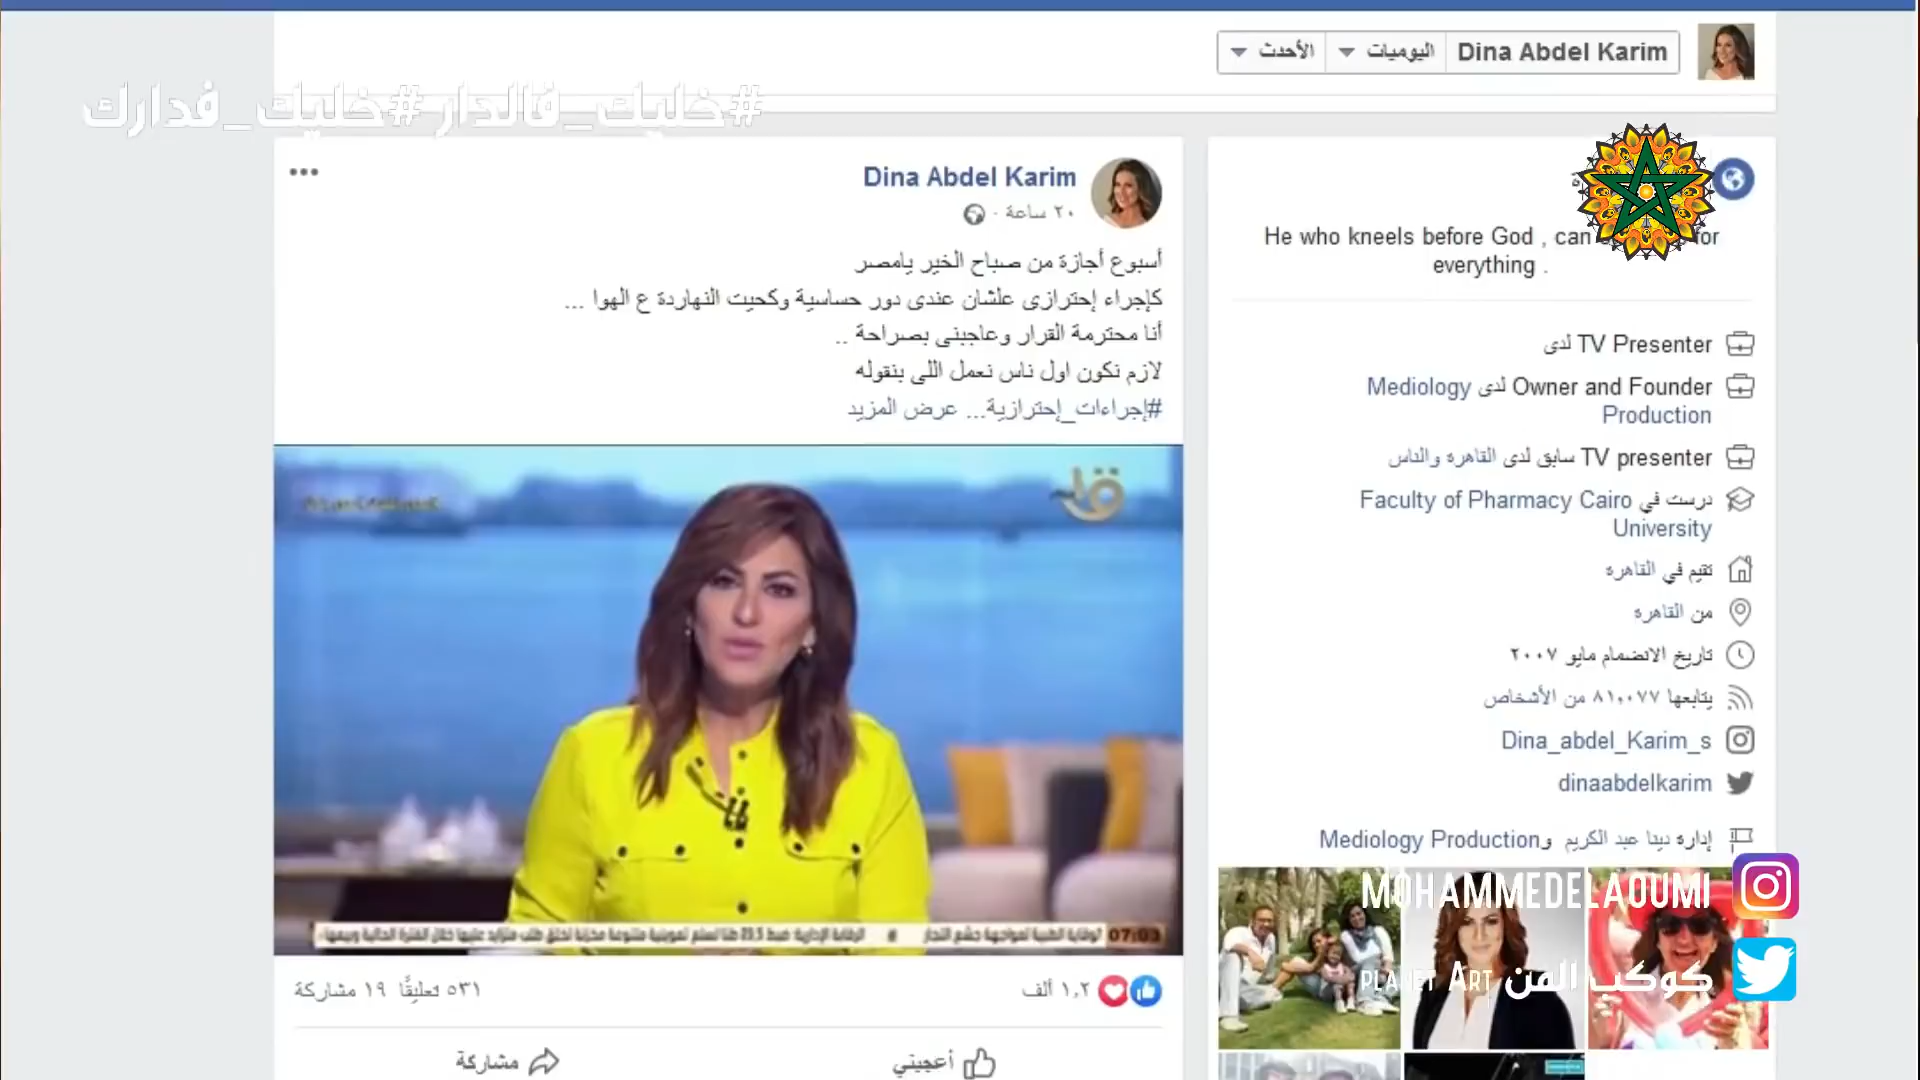 Dina Abdel Karim
اليوميات
الأحدث
#خليك_فالدار #خليك_فدارك
Dina Abdel Karim
٢٠ ساعة ·
أسبوع أجازة من صباح الخير يامصر
كإجراء إحترازى علشان عندى دور حساسية وكحيت النهاردة ع الهوا ...
أنا محترمة القرار وعاجبنى بصراحة ..
لازم نكون اول ناس نعمل اللى بنقوله
#إجراءات_إحترازية... عرض المزيد
07:03
١,٢ ألف
٥٣١ تعليقًا ١٩ مشاركة
أعجبني
مشاركة
He who kneels before God , can for
everything .
TV Presenter لدى
Owner and Founder لدى Mediology
Production
TV presenter سابق لدى القاهرة والناس
درست في Faculty of Pharmacy Cairo
University
تقيم في القاهرة
من القاهرة
تاريخ الانضمام مايو ٢٠٠٧
يتابعها ٨١,٠٧٧ من الأشخاص
Dina_abdel_Karim_s
dinaabdelkarim
إدارة دينا عبد الكريم وMediology Production
MOHAMMEDELAOUMI
PLANET ART كوكب الفن